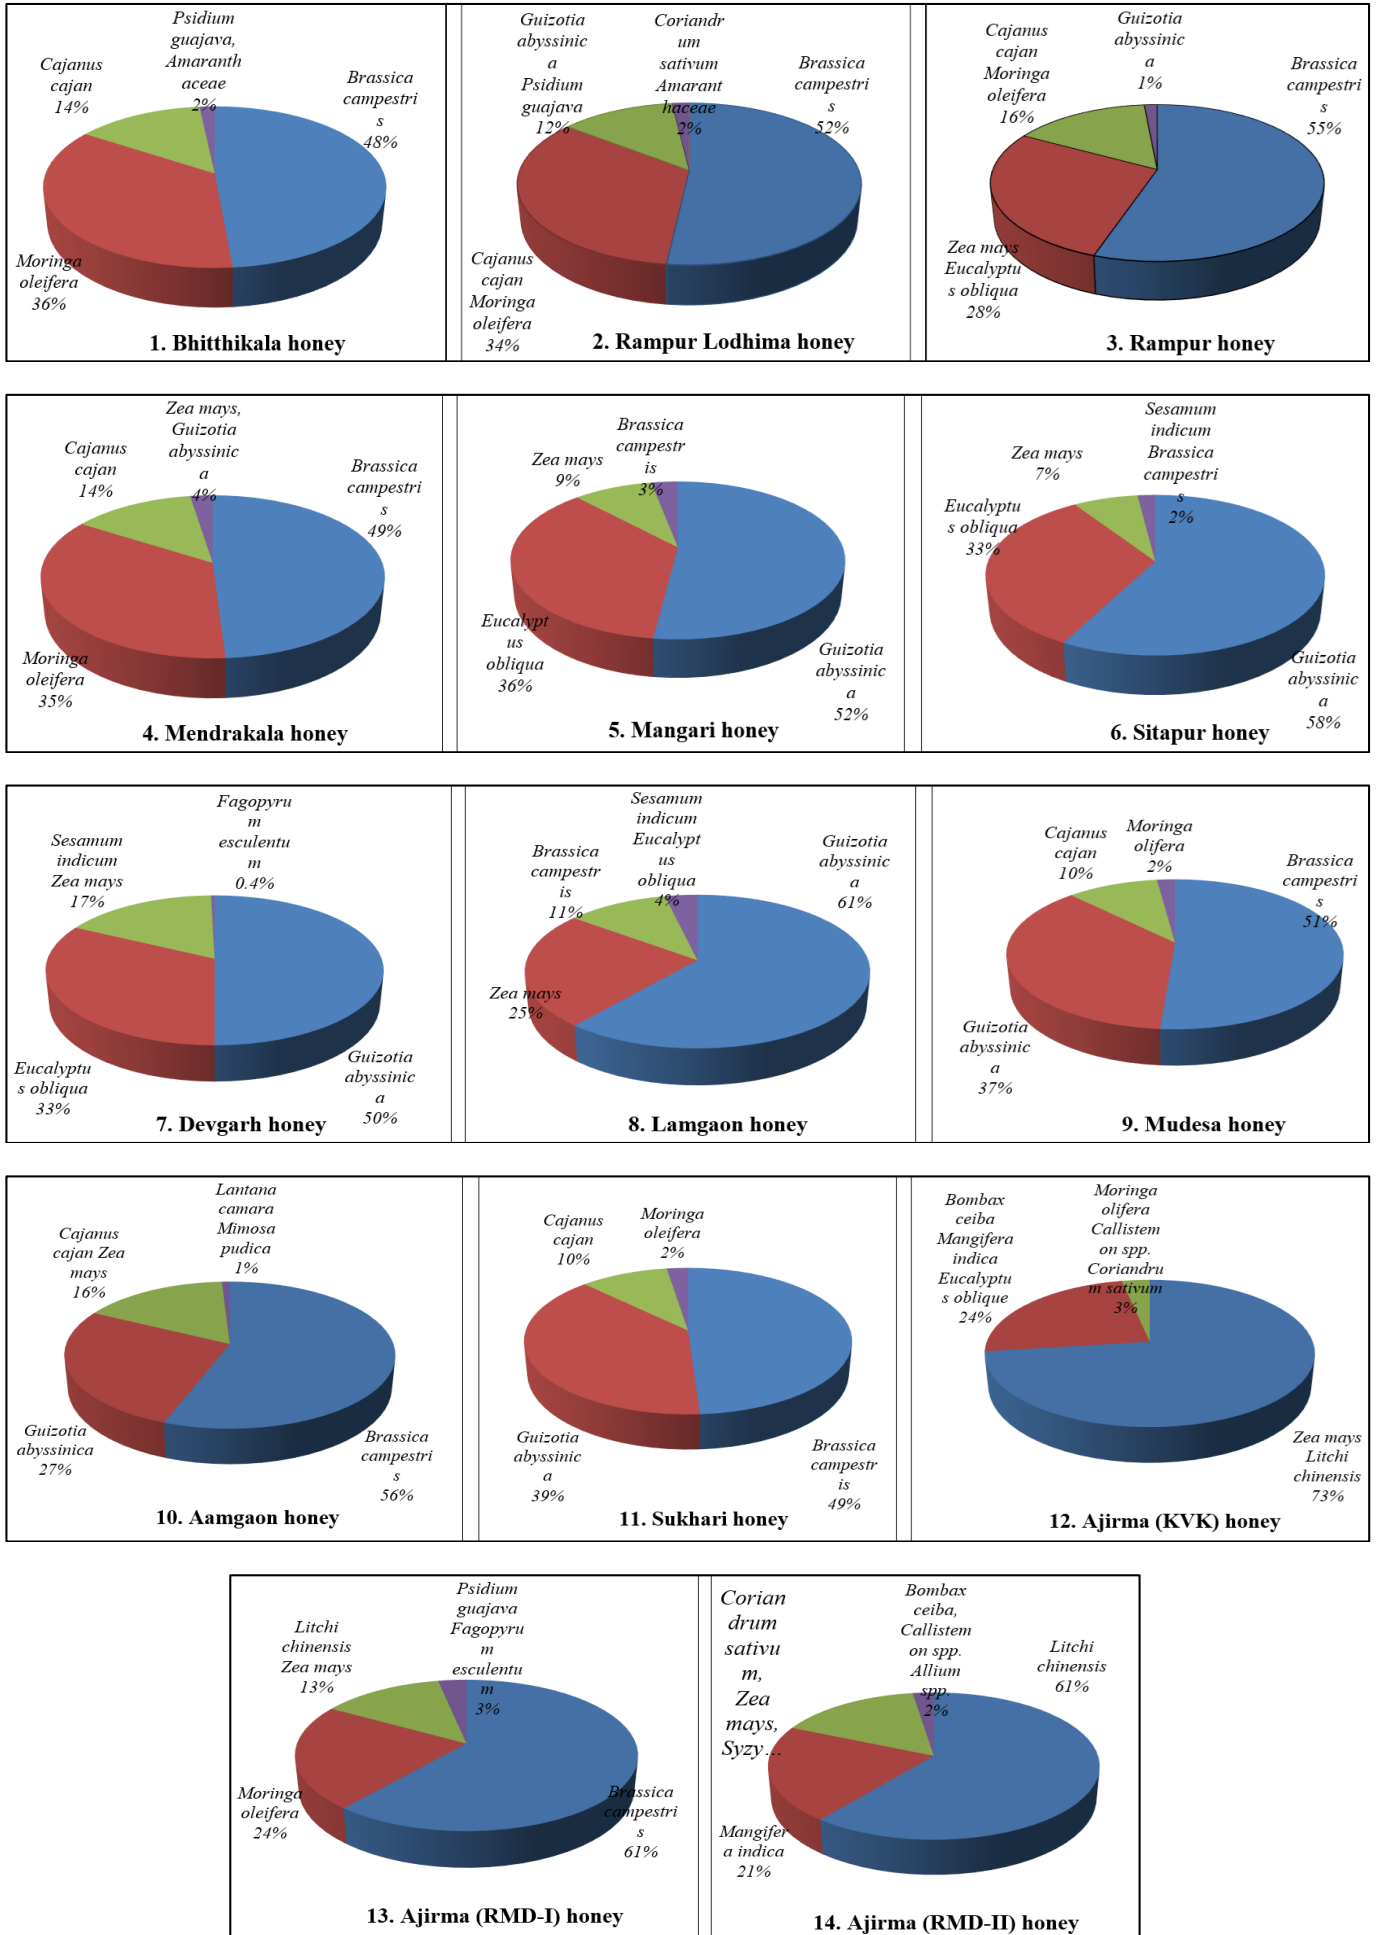 Psidium
guajava,
Amaranth
aceae
2%
Cajanus
cajan
14%
Brassica
campestri
s
48%
Moringa
oleifera
36%
1. Bhitthikala honey
Guizotia
abyssinic
a
Psidium
guajava
12%
Coriandr
um
sativum
Amarant
haceae
2%
Brassica
campestri
s
52%
Cajanus
cajan
Moringa
oleifera
34%
2. Rampur Lodhima honey
Cajanus
cajan
Moringa
oleifera
16%
Guizotia
abyssinic
a
1%
Brassica
campestri
s
55%
Zea mays
Eucalyptu
s obliqua
28%
3. Rampur honey
Zea mays,
Guizotia
abyssinic
a
4%
Cajanus
cajan
14%
Brassica
campestri
s
49%
Moringa
oleifera
35%
4. Mendrakala honey
Brassica
campestr
is
3%
Zea mays
9%
Eucalypt
us
obliqua
36%
Guizotia
abyssinic
a
52%
5. Mangari honey
Sesamum
indicum
Brassica
campestri
s
2%
Zea mays
7%
Eucalyptu
s obliqua
33%
Guizotia
abyssinic
a
58%
6. Sitapur honey
Fagopyru
m
esculentu
m
0.4%
Sesamum
indicum
Zea mays
17%
Eucalyptu
s obliqua
33%
Guizotia
abyssinic
a
50%
7. Devgarh honey
Sesamum
indicum
Eucalypt
us
obliqua
4%
Brassica
campestr
is
11%
Guizotia
abyssinic
a
61%
Zea mays
25%
8. Lamgaon honey
Cajanus
cajan
10%
Moringa
olifera
2%
Brassica
campestri
s
51%
Guizotia
abyssinic
a
37%
9. Mudesa honey
Lantana
camara
Mimosa
pudica
1%
Cajanus
cajan Zea
mays
16%
Guizotia
abyssinica
27%
Brassica
campestri
s
56%
10. Aamgaon honey
Cajanus
cajan
10%
Moringa
oleifera
2%
Guizotia
abyssinic
a
39%
Brassica
campestr
is
49%
11. Sukhari honey
Bombax
ceiba
Mangifera
indica
Eucalyptu
s oblique
24%
Moringa
olifera
Callistem
on spp.
Coriandru
m sativum
3%
Zea mays
Litchi
chinensis
73%
12. Ajirma (KVK) honey
Psidium
guajava
Fagopyru
m
esculentu
m
3%
Litchi
chinensis
Zea mays
13%
Moringa
oleifera
24%
Brassica
campestri
s
61%
13. Ajirma (RMD-I) honey
Corian
drum
sativu
m,
Zea
mays,
Syzy…
Bombax
ceiba,
Callistem
on spp.
Allium
spp.
2%
Litchi
chinensis
61%
Mangifer
a indica
21%
14. Ajirma (RMD-II) honey